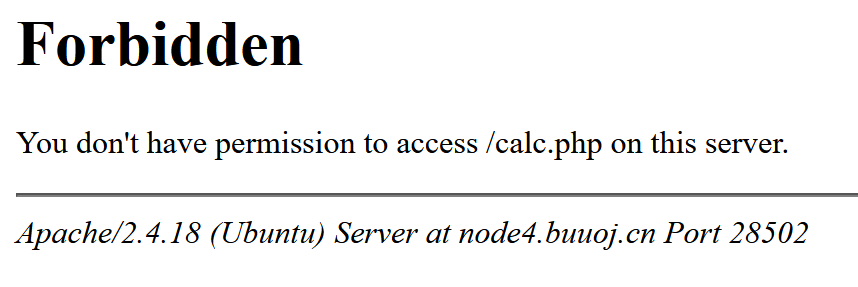 Forbidden
You don't have permission to access /calc.php on this server.
Apache/2.4.18 (Ubuntu) Server at node4.buuoj.cn Port 28502